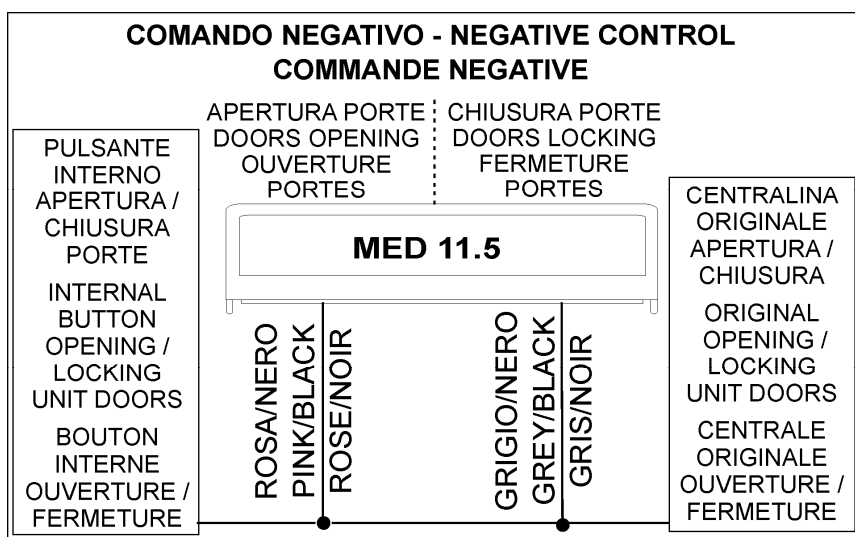 COMANDO NEGATIVO - NEGATIVE CONTROL
COMMANDE NEGATIVE
APERTURA PORTE
DOORS OPENING
OUVERTURE
PORTES
CHIUSURA PORTE
DOORS LOCKING
FERMETURE
PORTES
PULSANTE
INTERNO
APERTURA /
CHIUSURA
PORTE
INTERNAL
BUTTON
OPENING /
LOCKING
UNIT DOORS
BOUTON
INTERNE
OUVERTURE /
FERMETURE
MED 11.5
ROSA/NERO
PINK/BLACK
ROSE/NOIR
GRIGIO/NERO
GREY/BLACK
GRIS/NOIR
CENTRALINA
ORIGINALE
APERTURA /
CHIUSURA
ORIGINAL
OPENING /
LOCKING
UNIT DOORS
CENTRALE
ORIGINALE
OUVERTURE /
FERMETURE